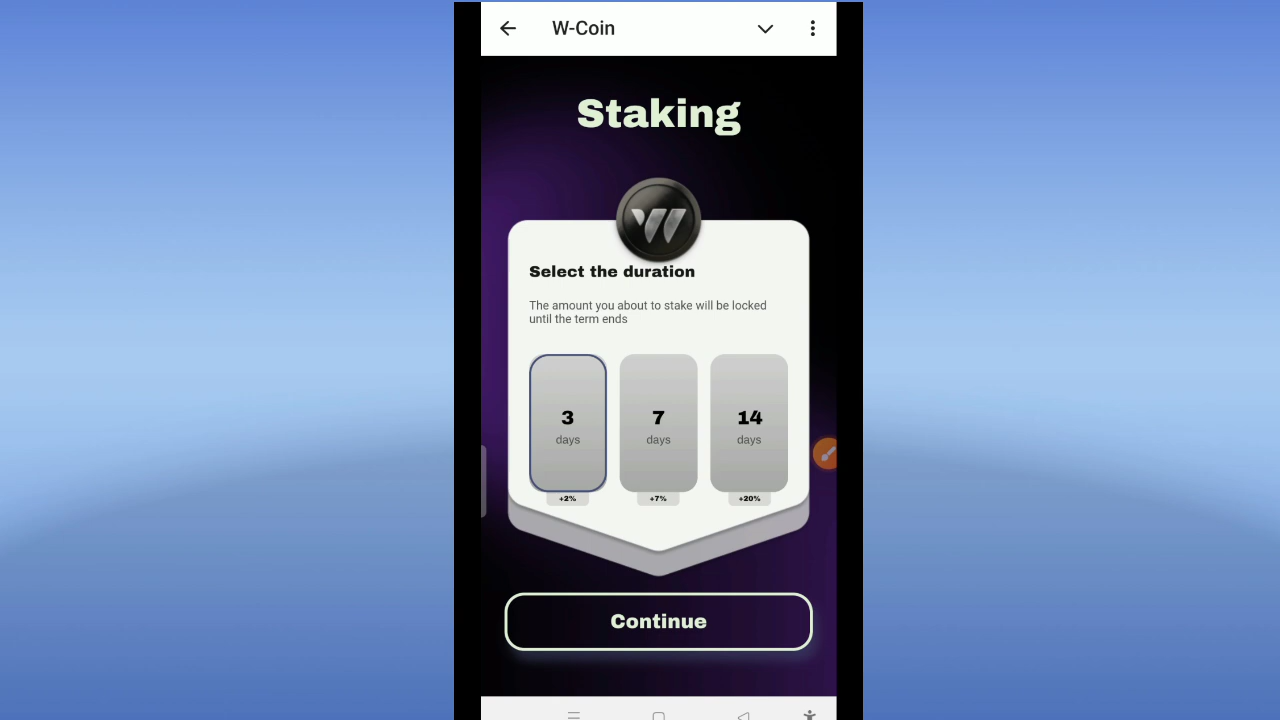 W-Coin
Staking
Select the duration
The amount you about to stake will be locked
until the term ends
3
days
+2%
7
days
+7%
14
days
+20%
Continue